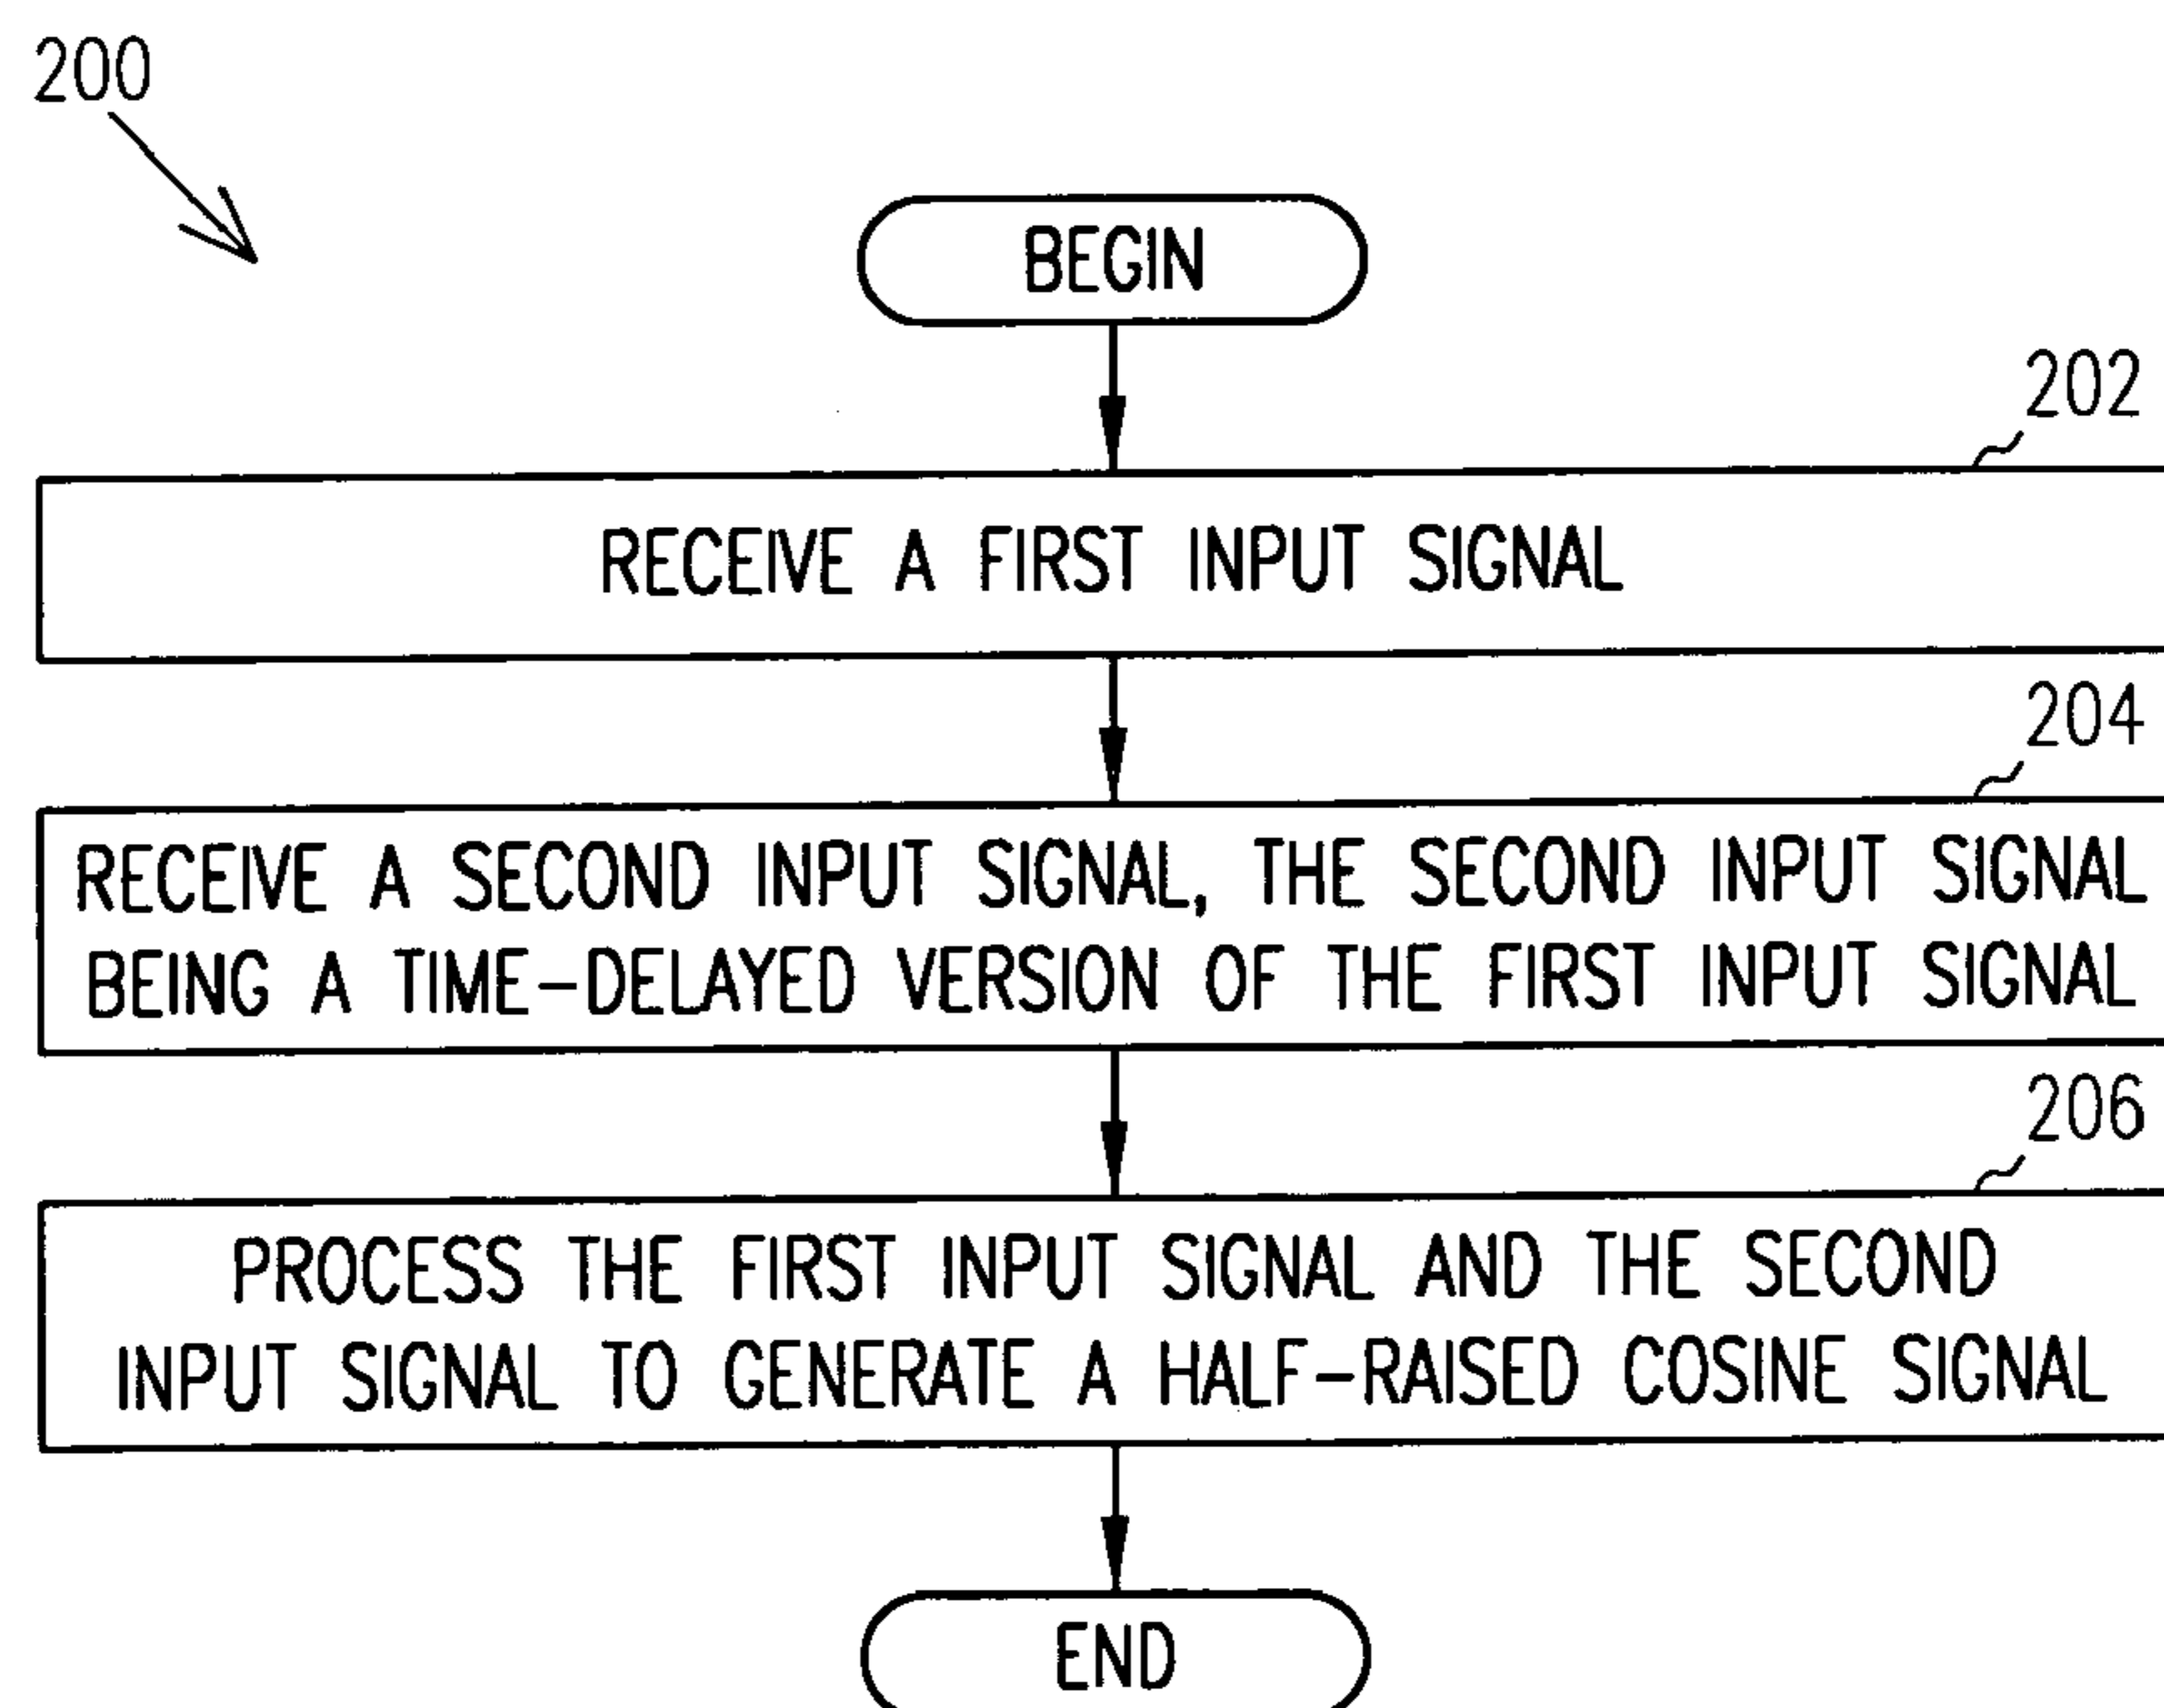 200
BEGIN
202
RECEIVE A FIRST INPUT SIGNAL
204
RECEIVE A SECOND INPUT SIGNAL, THE SECOND INPUT SIGNAL
BEING A TIME-DELAYED VERSION OF THE FIRST INPUT SIGNAL
206
PROCESS THE FIRST INPUT SIGNAL AND THE SECOND
INPUT SIGNAL TO GENERATE A HALF-RAISED COSINE SIGNAL
END